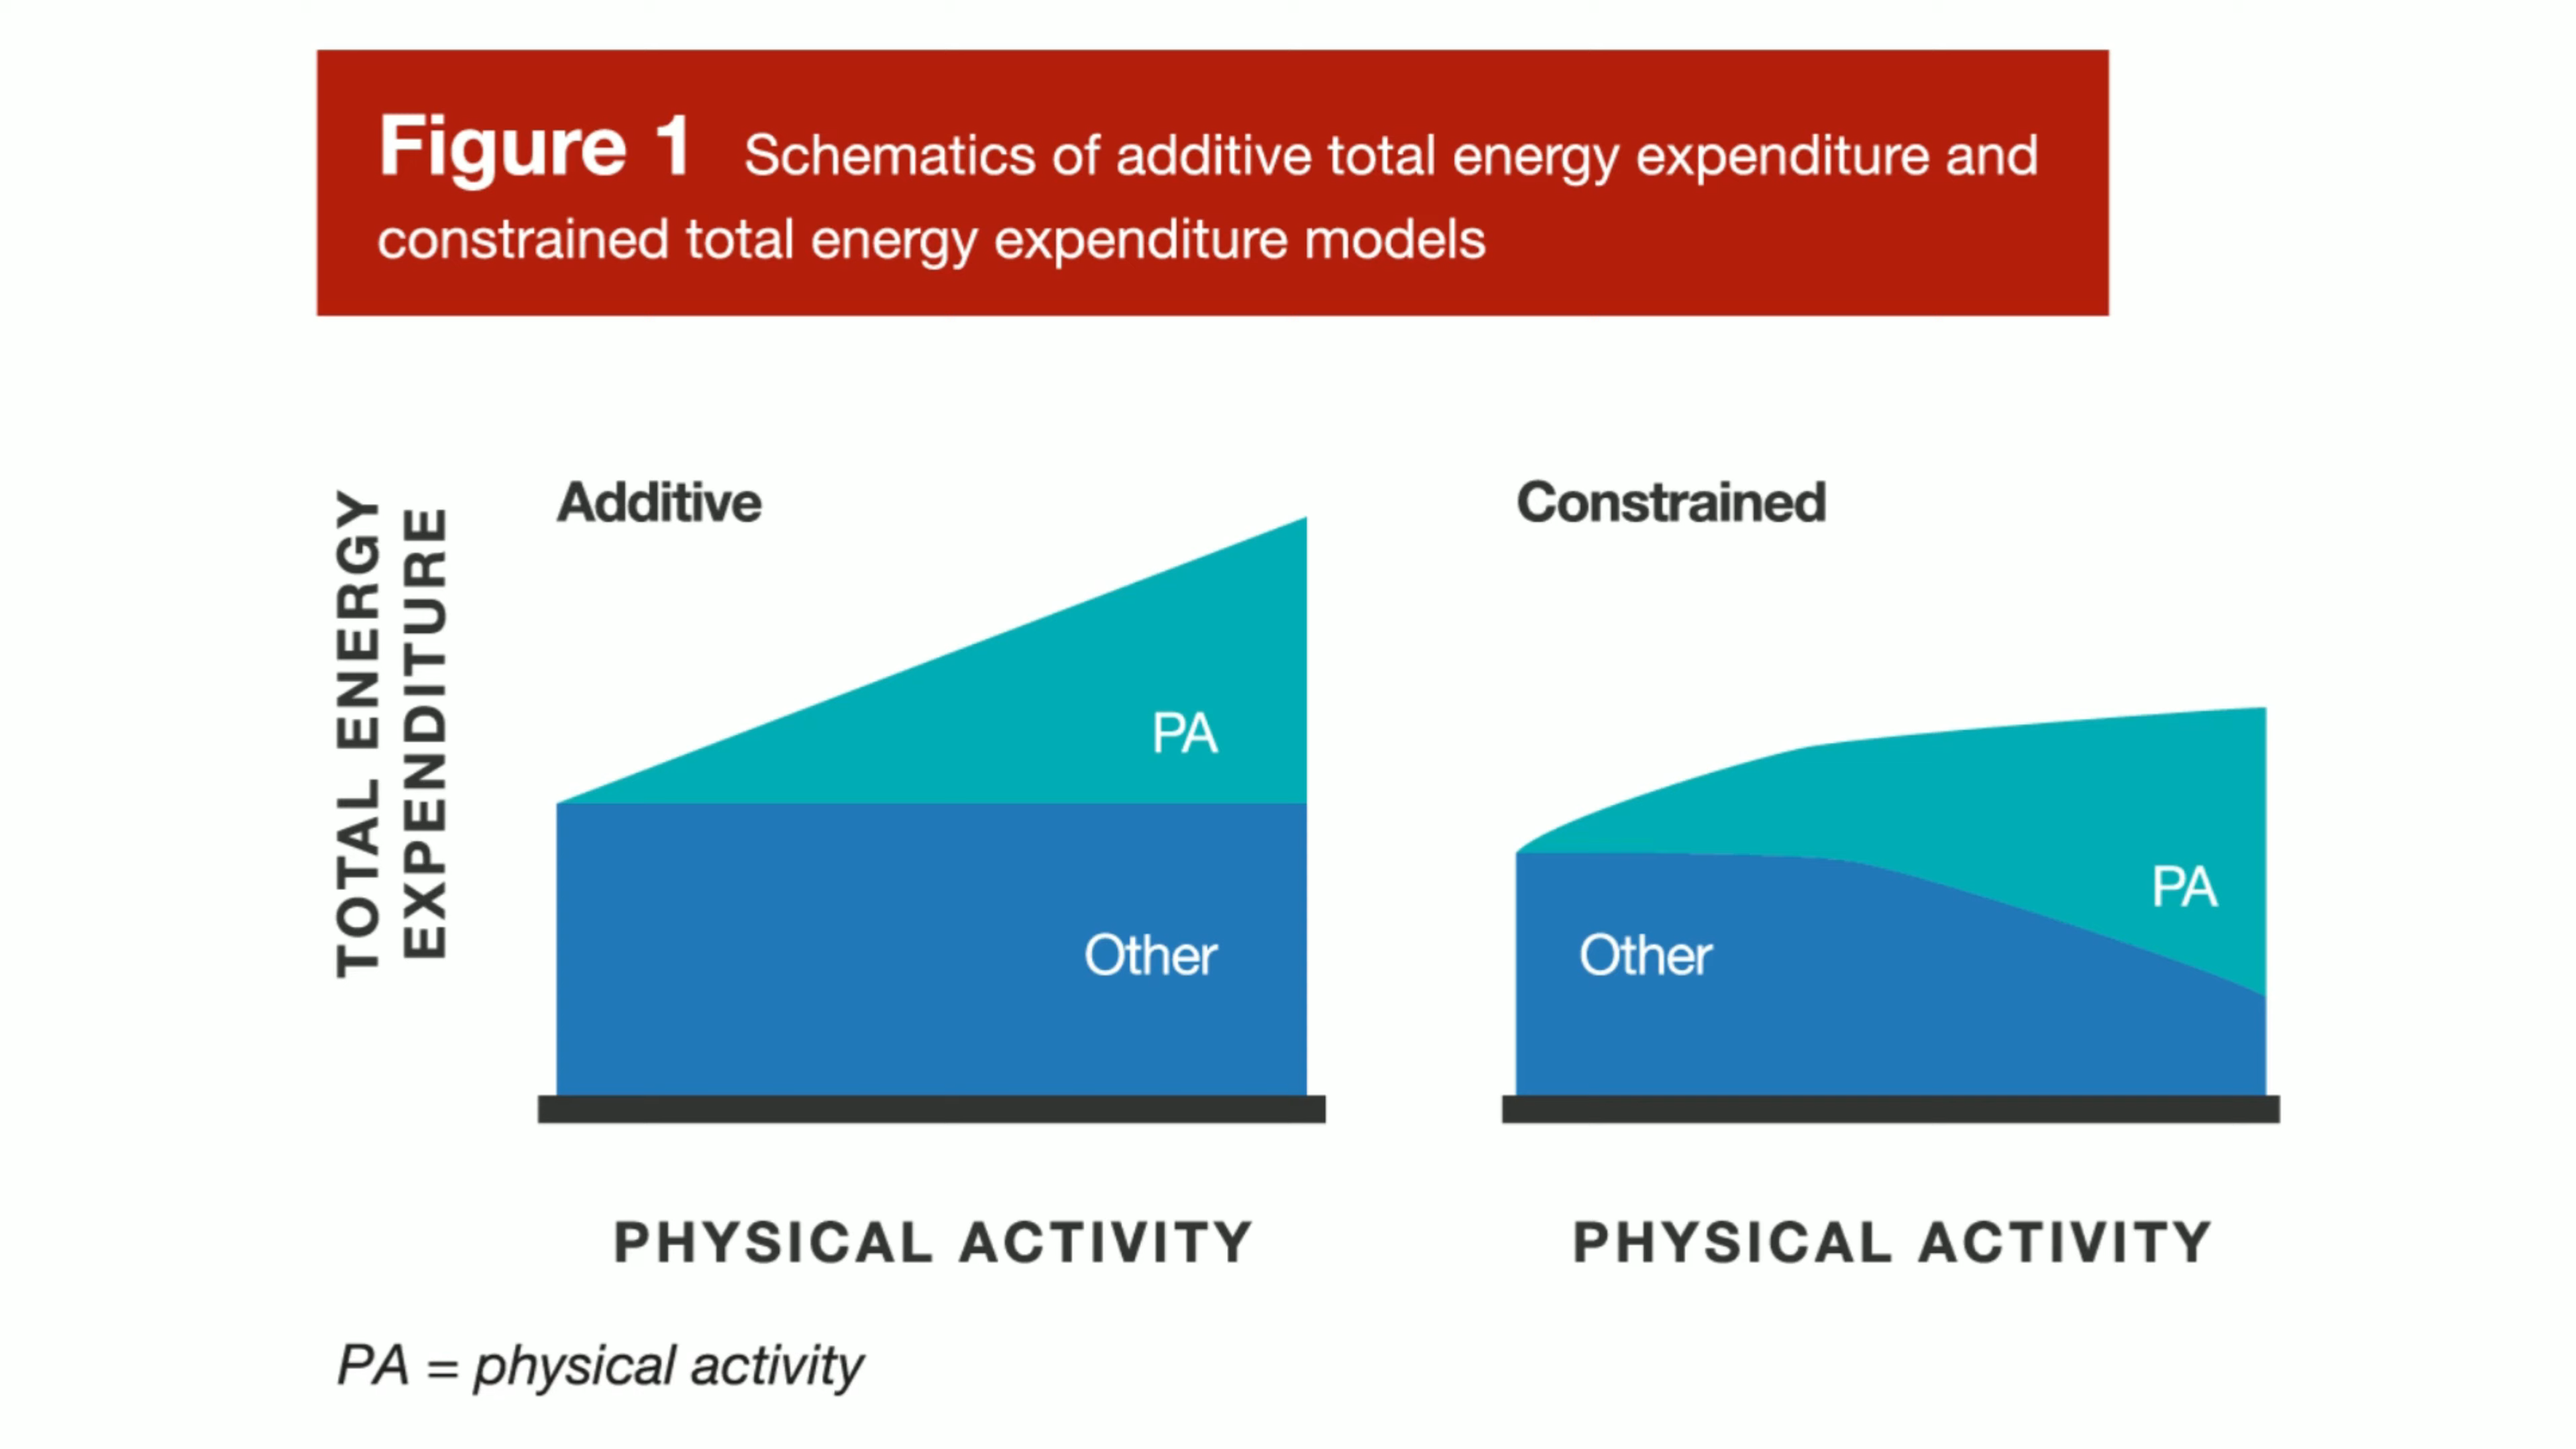 Figure 1 Schematics of additive total energy expenditure and
constrained total energy expenditure models
TOTAL ENERGY
EXPENDITURE
Additive
PA
Other
PHYSICAL ACTIVITY
Constrained
PA
Other
PHYSICAL ACTIVITY
PA = physical activity